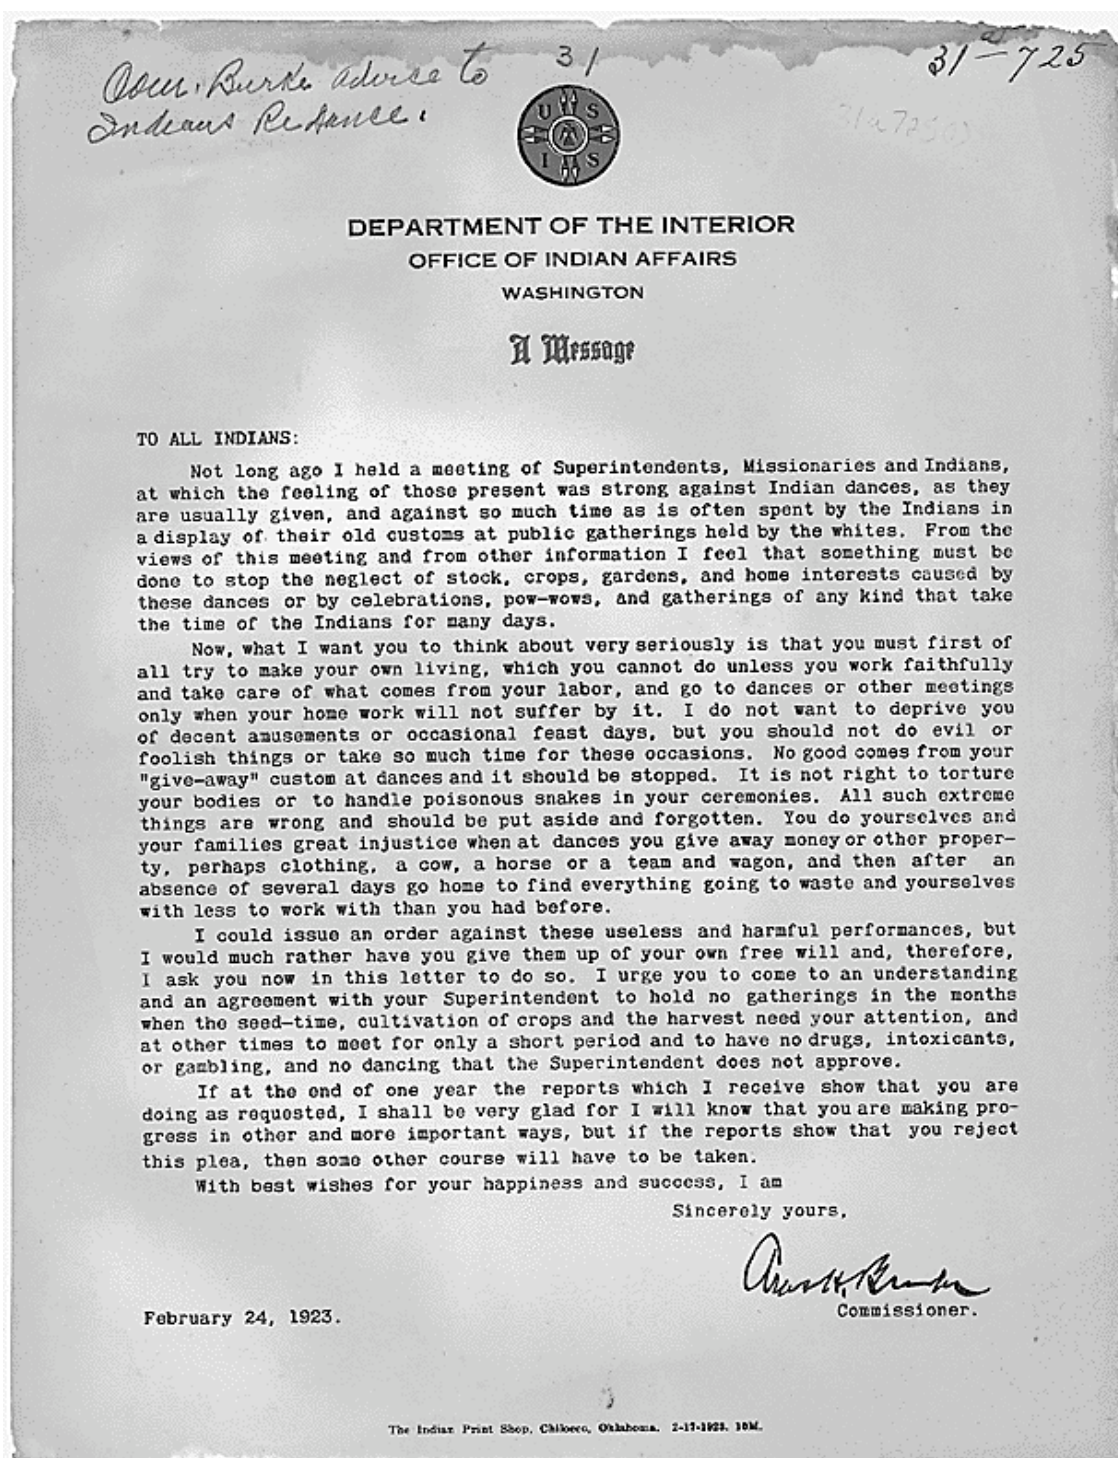 31
31 - 725
Com. Burke advise to
Indians Re Dance.
U S
I S
DEPARTMENT OF THE INTERIOR
OFFICE OF INDIAN AFFAIRS
WASHINGTON
A Message
TO ALL INDIANS:
Not long ago I held a meeting of Superintendents, Missionaries and Indians,
at which the feeling of those present was strong against Indian dances, as they
are usually given, and against so much time as is often spent by the Indians in
a display of their old customs at public gatherings held by the whites. From the
views of this meeting and from other information I feel that something must be
done to stop the neglect of stock, crops, gardens, and home interests caused by
these dances or by celebrations, pow-wows, and gatherings of any kind that take
the time of the Indians for many days.
Now, what I want you to think about very seriously is that you must first of
all try to make your own living, which you cannot do unless you work faithfully
and take care of what comes from your labor, and go to dances or other meetings
only when your home work will not suffer by it. I do not want to deprive you
of decent amusements or occasional feast days, but you should not do evil or
foolish things or take so much time for these occasions. No good comes from your
"give-away" custom at dances and it should be stopped. It is not right to torture
your bodies or to handle poisonous snakes in your ceremonies. All such extreme
things are wrong and should be put aside and forgotten. You do yourselves and
your families great injustice when at dances you give away money or other proper-
ty, perhaps clothing, a cow, a horse or a team and wagon, and then after an
absence of several days go home to find everything going to waste and yourselves
with less to work with than you had before.
I could issue an order against these useless and harmful performances, but
I would much rather have you give them up of your own free will and, therefore,
I ask you now in this letter to do so. I urge you to come to an understanding
and an agreement with your Superintendent to hold no gatherings in the months
when the seed-time, cultivation of crops and the harvest need your attention, and
at other times to meet for only a short period and to have no drugs, intoxicants,
or gambling, and no dancing that the Superintendent does not approve.
If at the end of one year the reports which I receive show that you are
doing as requested, I shall be very glad for I will know that you are making pro-
gress in other and more important ways, but if the reports show that you reject
this plea, then some other course will have to be taken.
With best wishes for your happiness and success, I am
Sincerely yours,
Commissioner.
February 24, 1923.
The Indian Print Shop, Chilocco, Oklahoma. 2-17-1923. 10M.